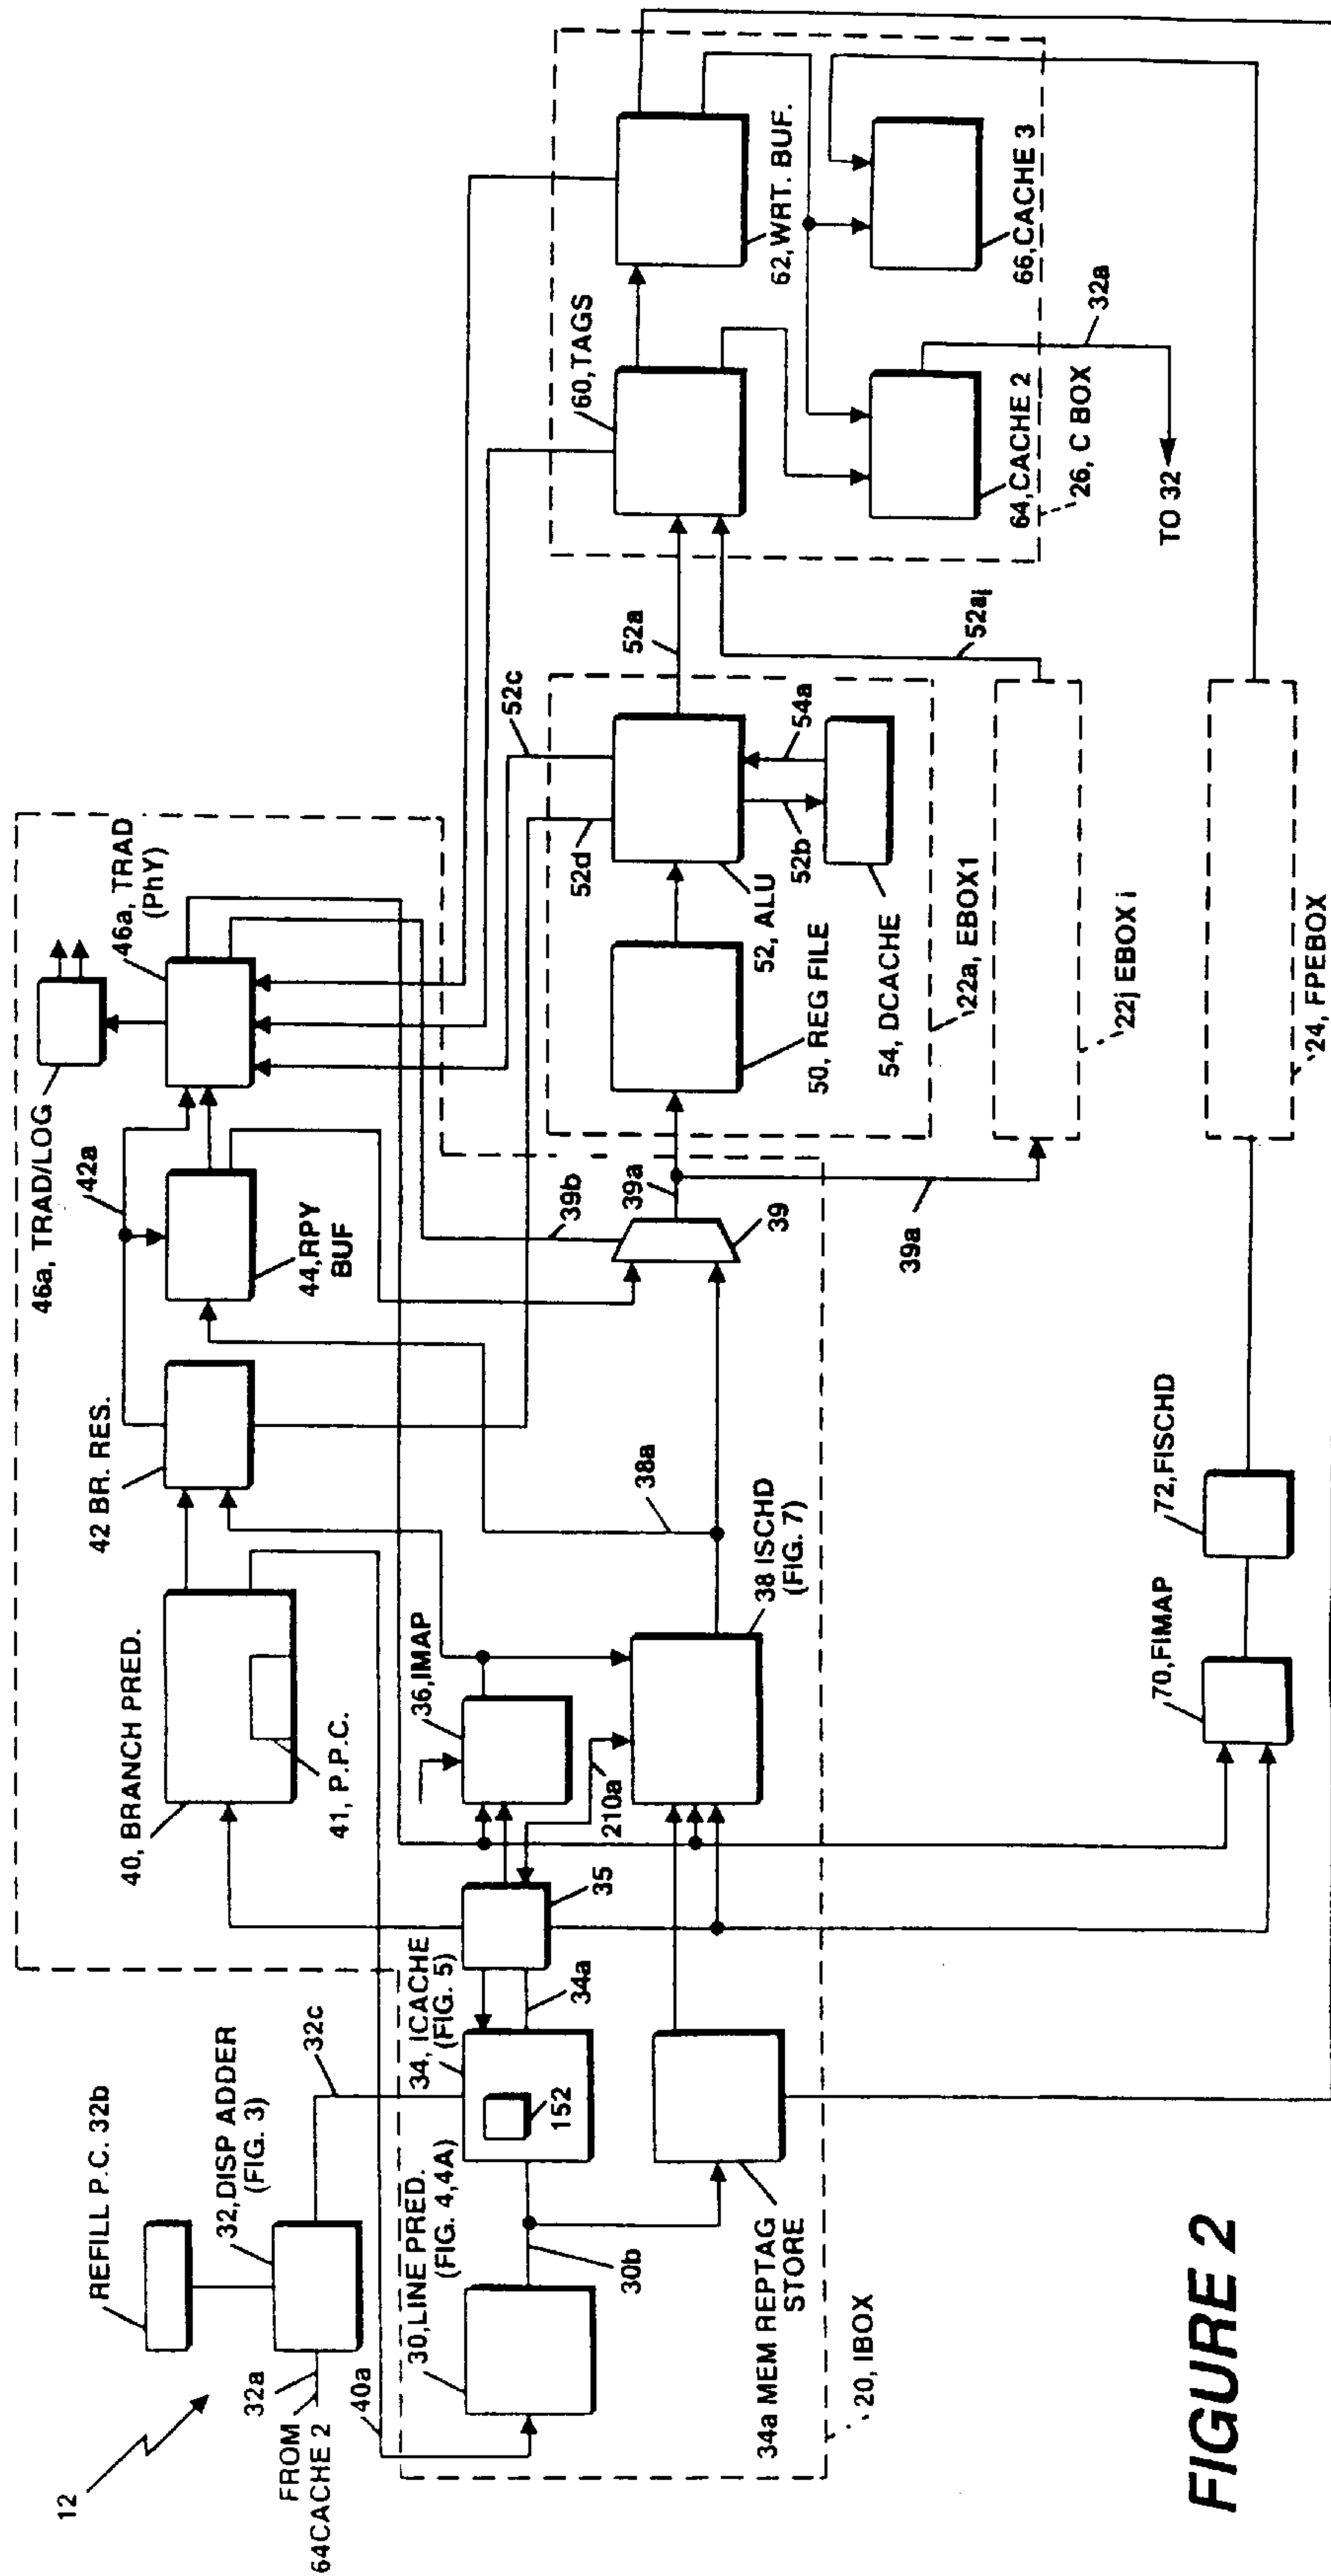 12
REFILL P.C. 32b
32,DISP ADDER
(FIG. 3)
32a
FROM
64CACHE 2
32c
40a
30,LINE PRED.
(FIG. 4,4A)
30b
34, ICACHE
(FIG. 5)
34a
152
34a MEM REPTAG
STORE
20, IBOX
35
40, BRANCH PRED.
41, P.P.C.
36,IMAP
210a
38 ISCHD
(FIG. 7)
38a
42 BR. RES.
42a
44,RPY
BUF
46a, TRAD/LOG
46a, TRAD
(PhY)
39b
39a
39
39a
52d
52c
50, REG FILE
52, ALU
52b
54a
54, DCACHE
22a, EBOX1
52a
52ai
22j EBOX i
24, FPEBOX
60,TAGS
62,WRT. BUF.
64,CACHE 2
66,CACHE 3
26, C BOX
32a
TO 32
70,FIMAP
72,FISCHD
FIGURE 2